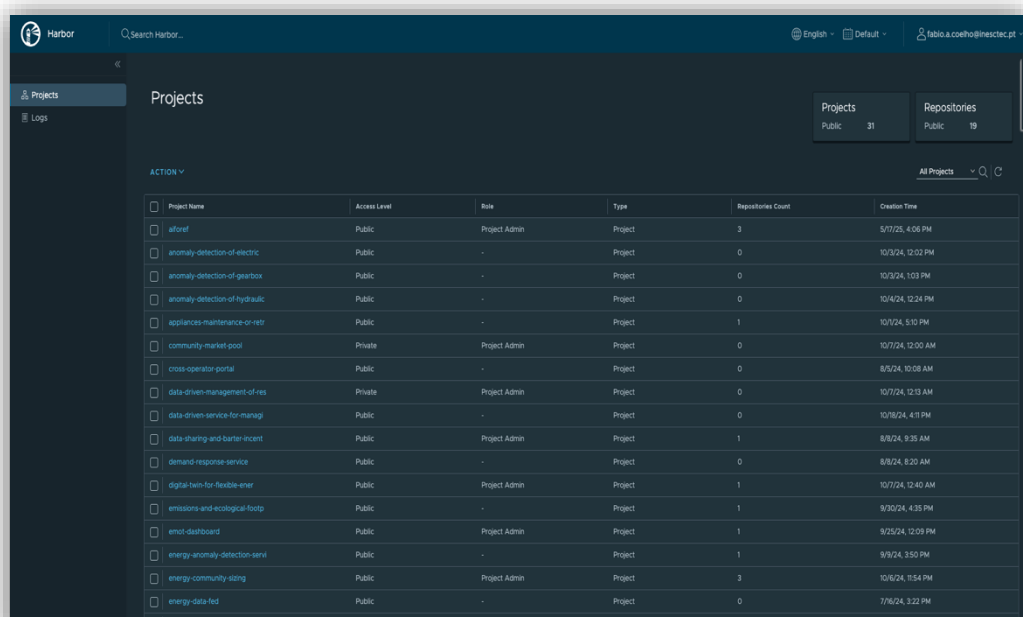 Harbor
Search Harbor...
English
Default
fabio.a.coelho@inesctec.pt
Projects
Logs
Projects
Projects
Public 31
Repositories
Public 19
ACTION
All Projects
Project Name Access Level Role Type Repositories Count Creation Time
aiforef Public Project Admin Project 3 5/17/25, 4:06 PM
anomaly-detection-of-electric Public - Project 0 10/3/24, 12:02 PM
anomaly-detection-of-gearbox Public - Project 0 10/3/24, 1:03 PM
anomaly-detection-of-hydraulic Public - Project 0 10/4/24, 12:24 PM
appliances-maintenance-or-retr Public - Project 1 10/1/24, 5:10 PM
community-market-pool Private Project Admin Project 0 10/7/24, 12:00 AM
cross-operator-portal Public - Project 0 8/5/24, 10:08 AM
data-driven-management-of-res Private Project Admin Project 0 10/7/24, 12:13 AM
data-driven-service-for-managi Public - Project 0 10/18/24, 4:11 PM
data-sharing-and-barter-incent Public Project Admin Project 1 8/8/24, 9:35 AM
demand-response-service Public - Project 0 8/8/24, 8:20 AM
digital-twin-for-flexible-ener Public Project Admin Project 1 10/7/24, 12:40 AM
emissions-and-ecological-footp Public - Project 1 9/30/24, 4:35 PM
emot-dashboard Public Project Admin Project 1 9/25/24, 12:09 PM
energy-anomaly-detection-servi Public - Project 1 9/9/24, 3:50 PM
energy-community-sizing Public Project Admin Project 3 10/6/24, 11:54 PM
energy-data-fed Public - Project 0 7/16/24, 3:22 PM